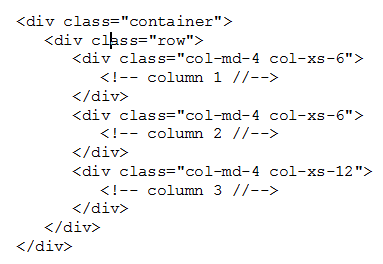 <div class="container">
<div class="row">
<div class="col-md-4 col-xs-6">
<!-- column 1 //-->
</div>
<div class="col-md-4 col-xs-6">
<!-- column 2 //-->
</div>
<div class="col-md-4 col-xs-12">
<!-- column 3 //-->
</div>
</div>
</div>